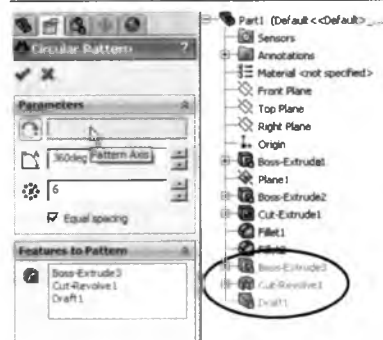 Circular Pattern
?
Parameters
360deg
Pattern Axis
6
Equal spacing
Features to Pattern
Boss-Extrude3
Cut-Revolve1
Draft1
Part1 (Default<<Default>_...
Sensors
Annotations
Material <not specified>
Front Plane
Top Plane
Right Plane
Origin
Boss-Extrude1
Plane1
Boss-Extrude2
Cut-Extrude1
Fillet1
Fillet2
Boss-Extrude3
Cut-Revolve1
Draft1